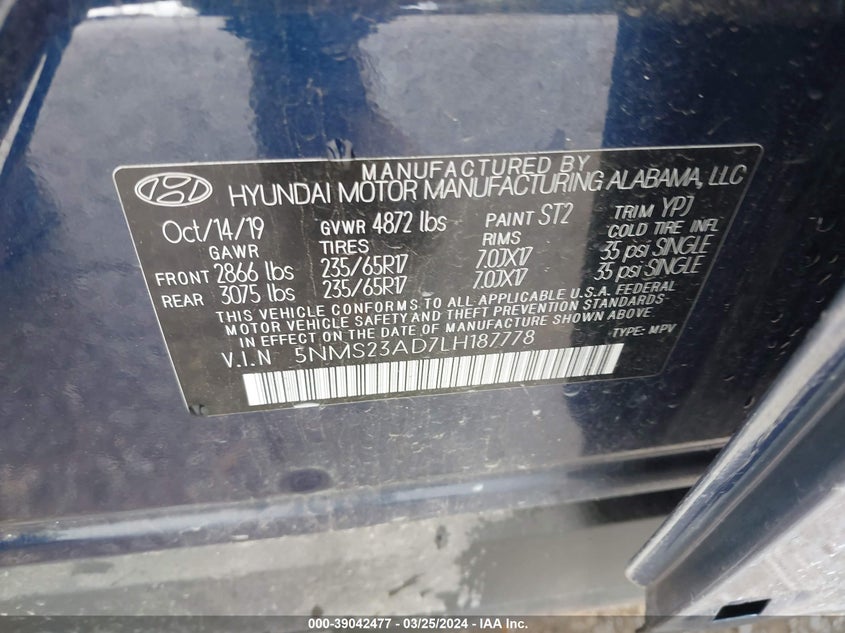 MANUFACTURED BY
HYUNDAI MOTOR MANUFACTURING ALABAMA, LLC
Oct/14/19 GVWR 4872 lbs PAINT ST2 TRIM YPJ
GAWR TIRES RIMS COLD TIRE INFL
FRONT 2866 lbs 235/65R17 7.0JX17 35 psi SINGLE
REAR 3075 lbs 235/65R17 7.0JX17 35 psi SINGLE
THIS VEHICLE CONFORMS TO ALL APPLICABLE U.S.A. FEDERAL
MOTOR VEHICLE SAFETY AND THEFT PREVENTION STANDARDS
IN EFFECT ON THE DATE OF MANUFACTURE SHOWN ABOVE.
V.I.N 5NMS23AD7LH187778 TYPE: MPV
000-39042477 - 03/25/2024 - IAA Inc.